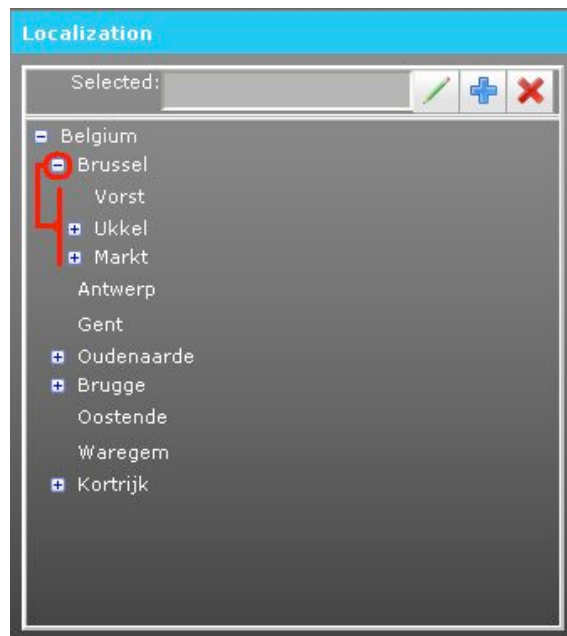 Localization
Selected:
Belgium
Brussel
Vorst
Ukkel
Markt
Antwerp
Gent
Oudenaarde
Brugge
Oostende
Waregem
Kortrijk